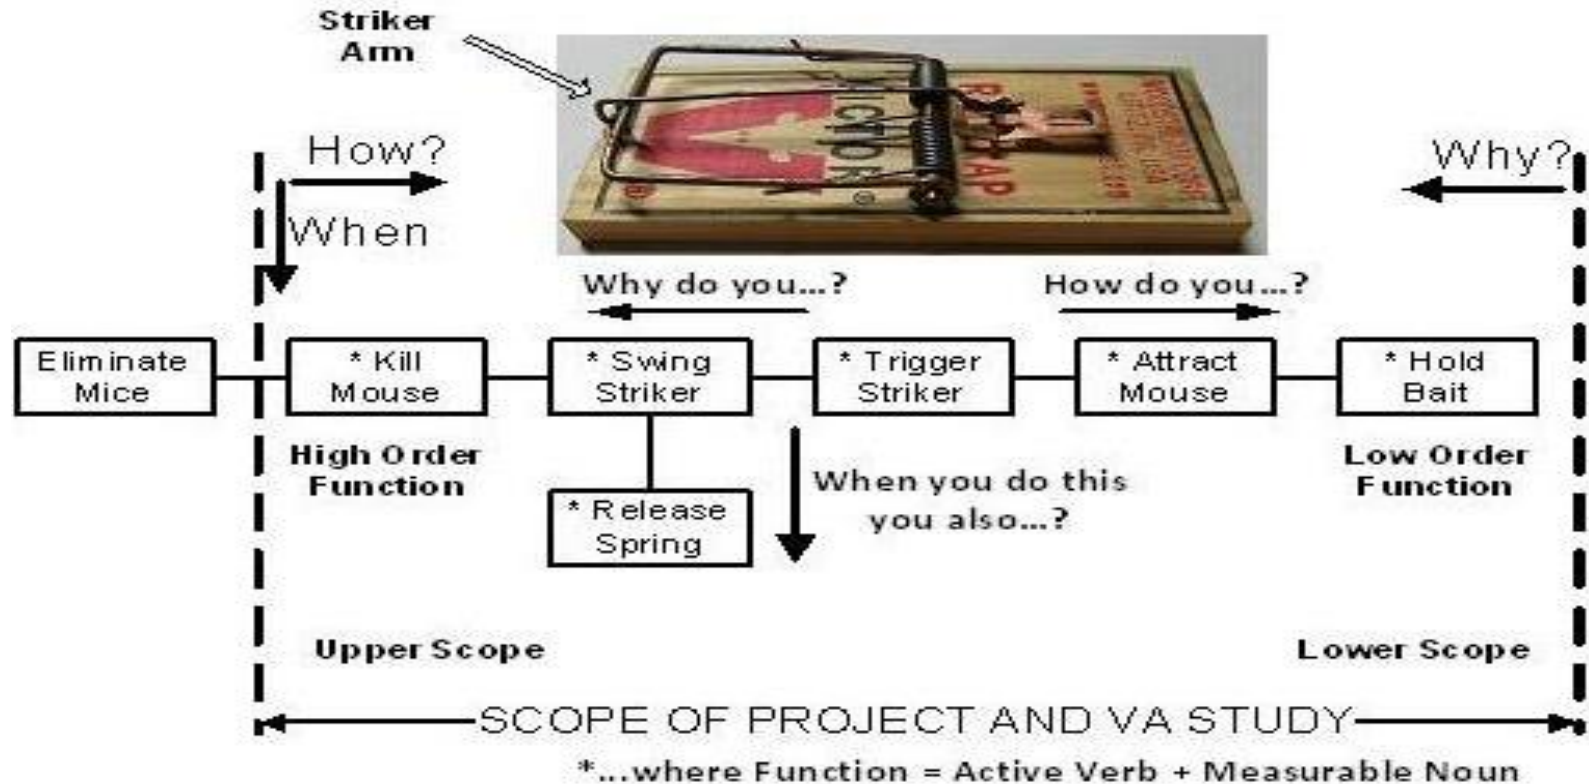 Striker
Arm
How?
Why?
When
VICTOR
®
Why do you...?
How do you...?
Eliminate
Mice
* Kill
Mouse
* Swing
Striker
* Trigger
Striker
* Attract
Mouse
* Hold
Bait
High Order
Function
Low Order
Function
* Release
Spring
When you do this
you also...?
Upper Scope
Lower Scope
SCOPE OF PROJECT AND VA STUDY
*...where Function = Active Verb + Measurable Noun